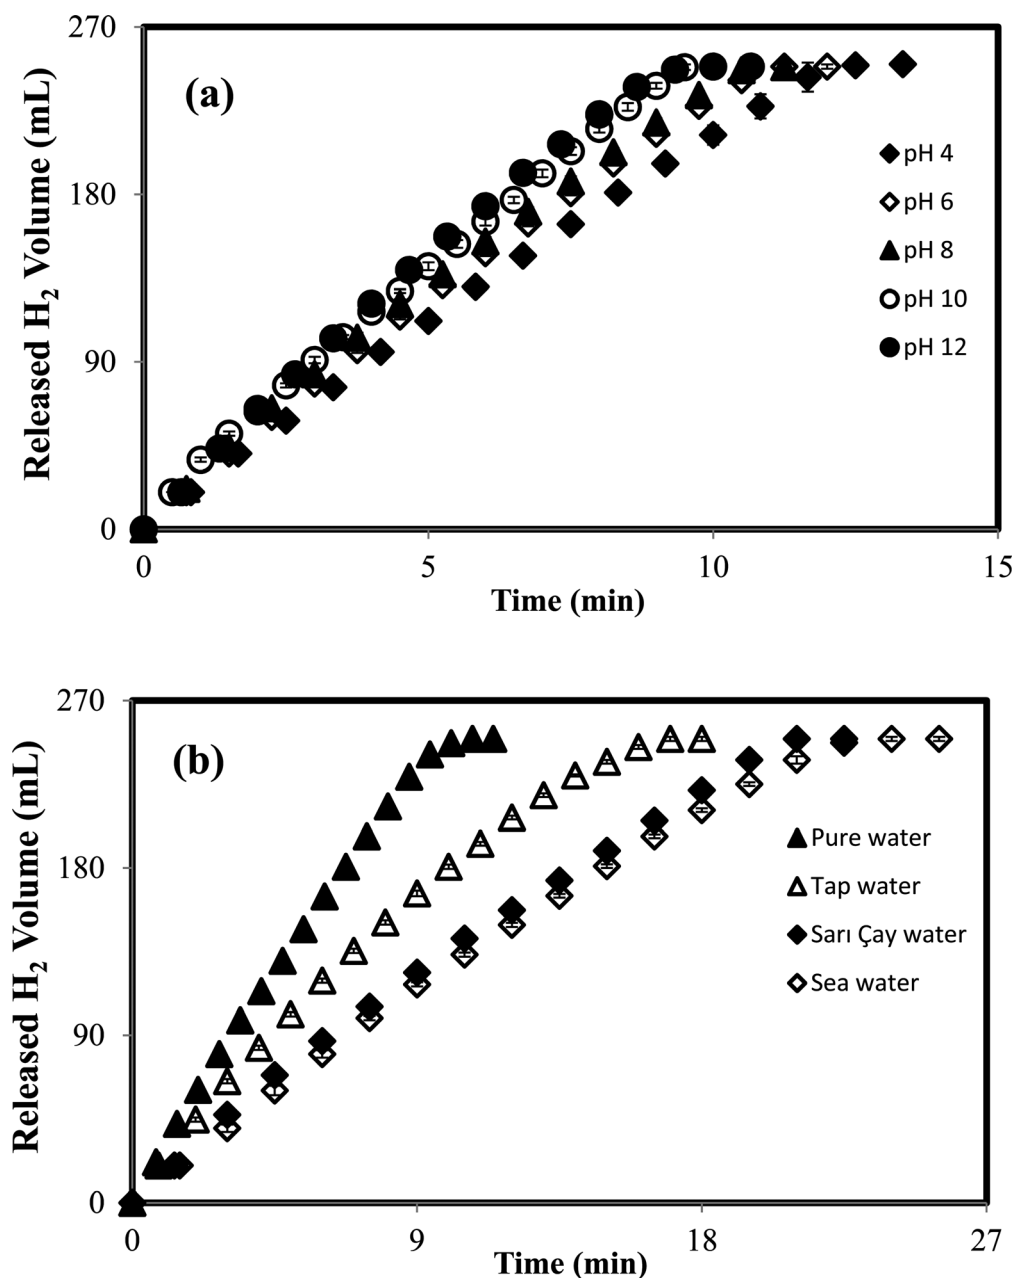 270
(a)
180
90
0
Released H2 Volume (mL)
pH 4
pH 6
pH 8
pH 10
pH 12
0 5 10 15
Time (min)
270
(b)
180
90
0
Released H2 Volume (mL)
Pure water
Tap water
Sarı Çay water
Sea water
0 9 18 27
Time (min)